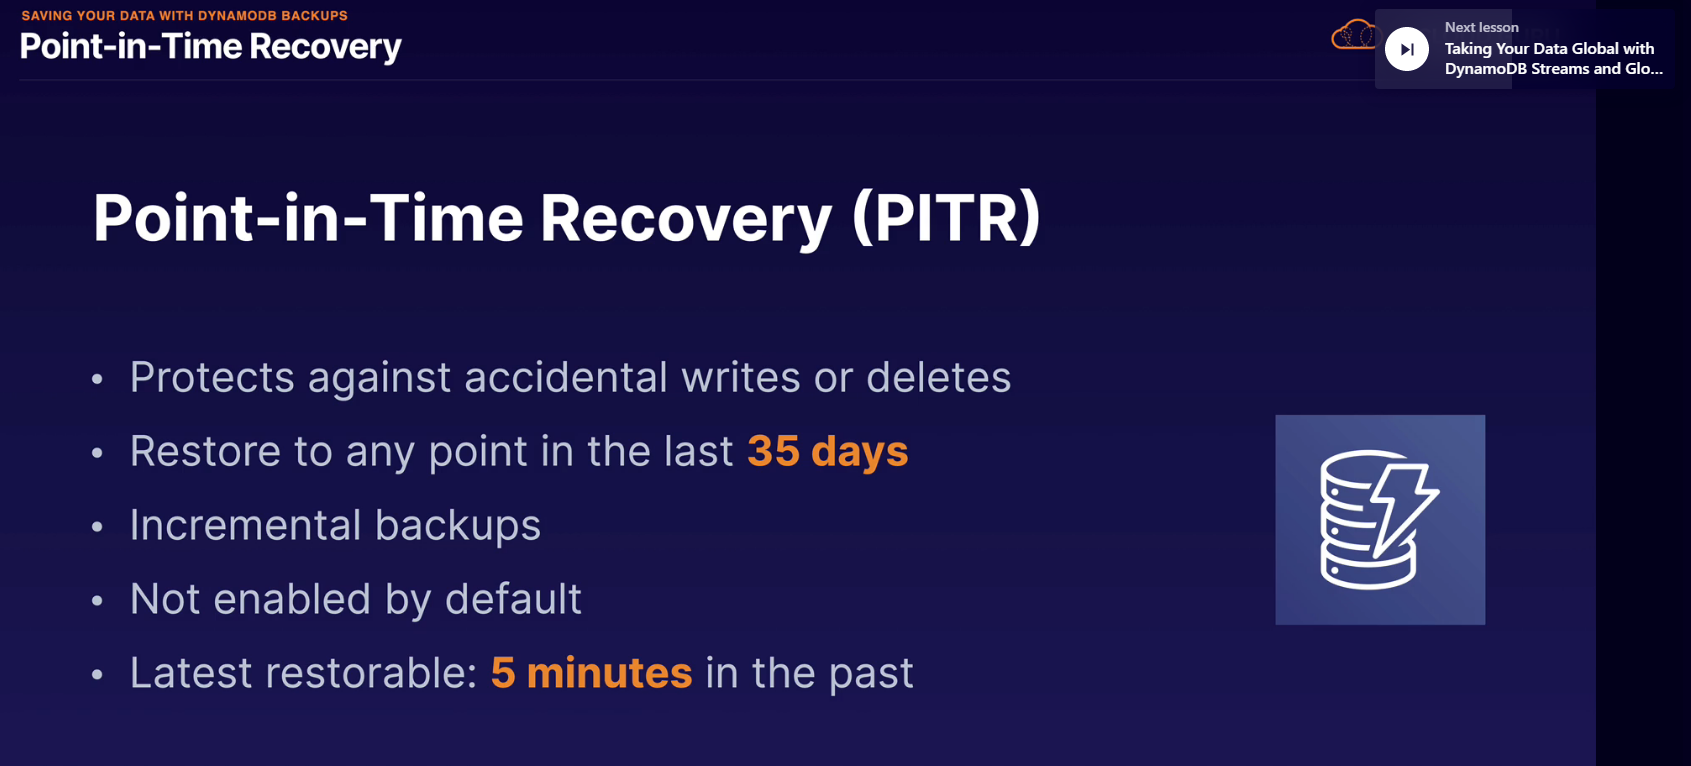 SAVING YOUR DATA WITH DYNAMODB BACKUPS
Point-in-Time Recovery
Next lesson
Taking Your Data Global with
DynamoDB Streams and Glo...
Point-in-Time Recovery (PITR)
• Protects against accidental writes or deletes
• Restore to any point in the last 35 days
• Incremental backups
• Not enabled by default
• Latest restorable: 5 minutes in the past